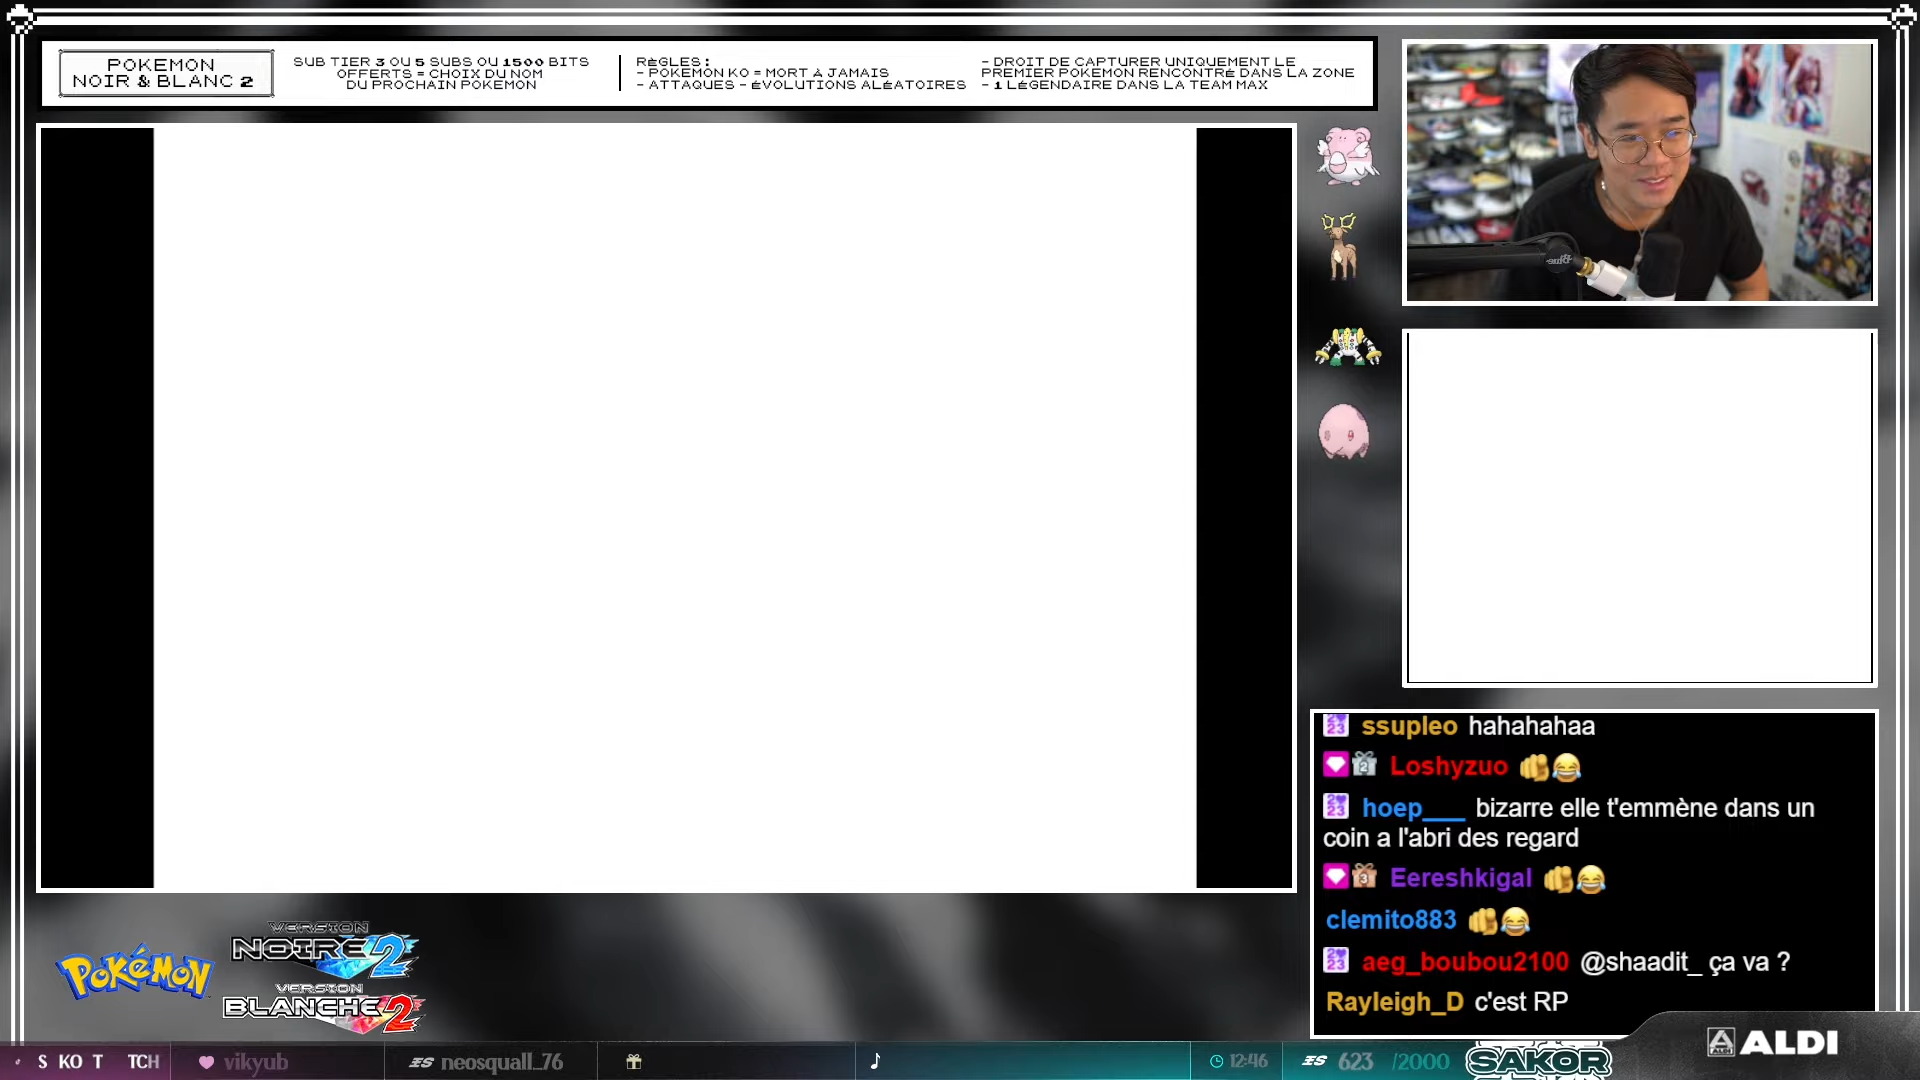 POKEMON
NOIR & BLANC 2
SUB TIER 3 OU 5 SUBS OU 1500 BITS
OFFERTS = CHOIX DU NOM
DU PROCHAIN POKEMON
RÈGLES :
- POKEMON KO = MORT A JAMAIS
- ATTAQUES - ÉVOLUTIONS ALÉATOIRES
- DROIT DE CAPTURER UNIQUEMENT LE
PREMIER POKEMON RENCONTRÉ DANS LA ZONE
- 1 LÉGENDAIRE DANS LA TEAM MAX
ssupleo hahahahaa
Loshyzuo
hoep___ bizarre elle t'emmène dans un
coin a l'abri des regard
Eereshkigal
clemito883
aeg_boubou2100 @shaadit_ ça va ?
Rayleigh_D c'est RP
POKéMON
VERSION
NOIRE 2
VERSION
BLANCHE 2
S KO T TCH
vikyub
neosquall_76
12:46
623 /2000
SAKOR
ALDI